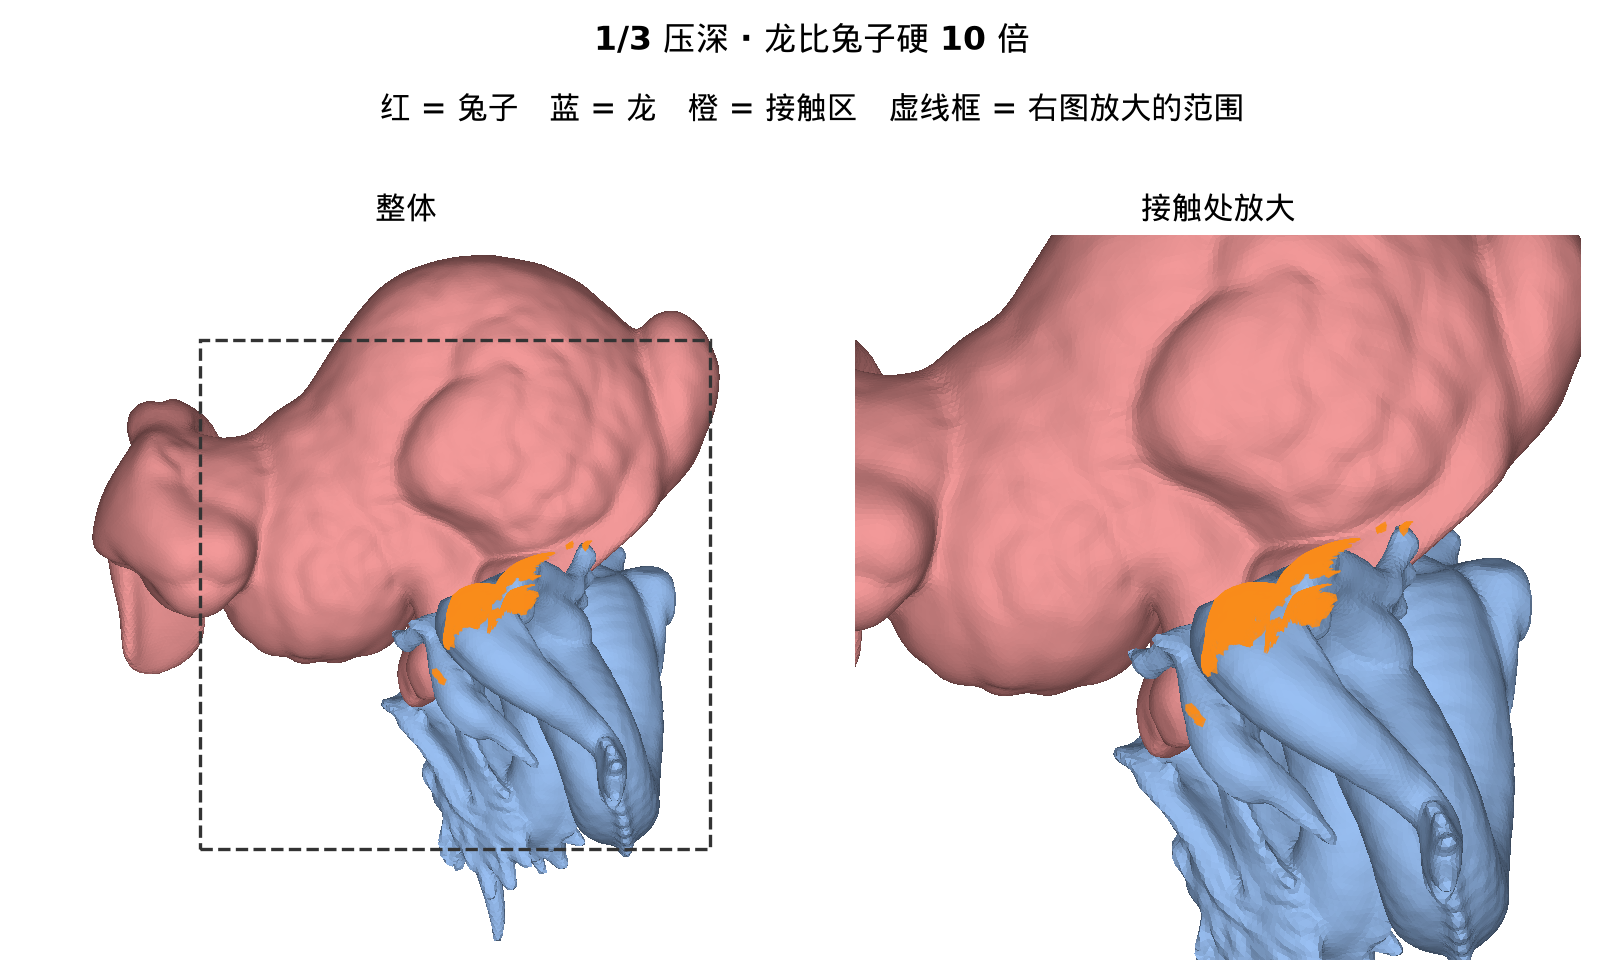 1/3 压深 · 龙比兔子硬 10 倍
红 = 兔子 蓝 = 龙 橙 = 接触区 虚线框 = 右图放大的范围
整体
接触处放大